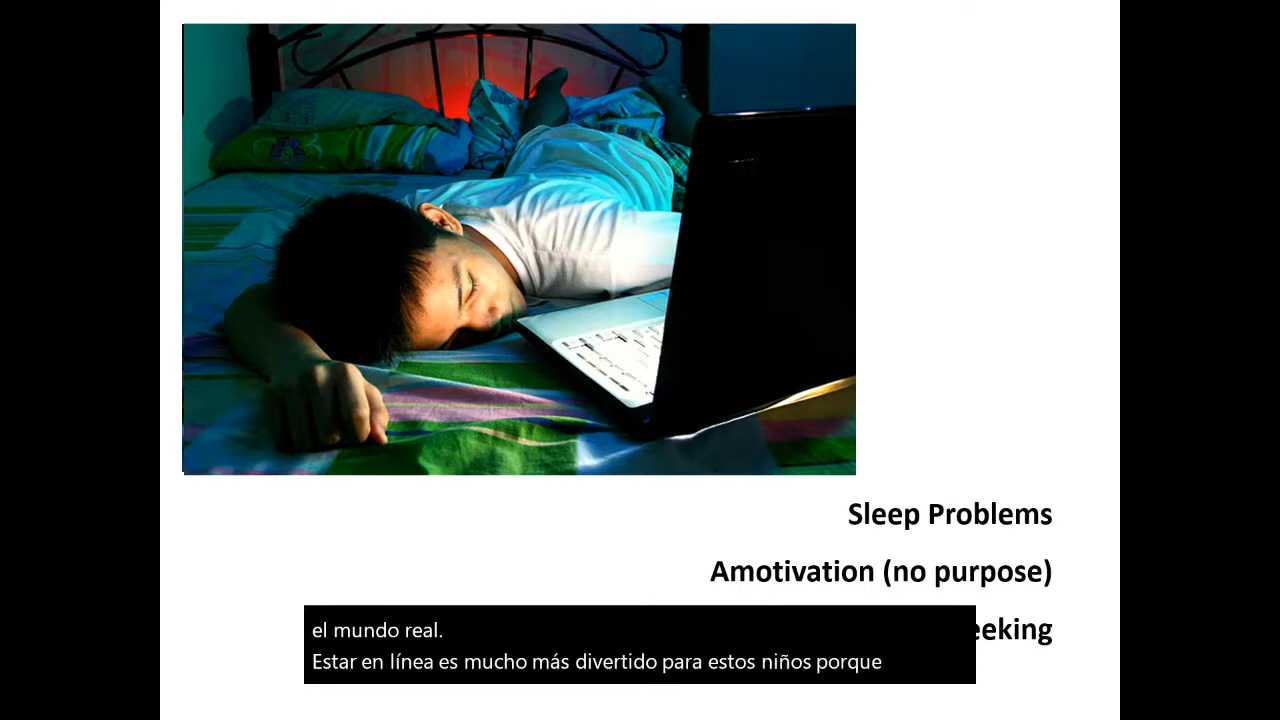 Sleep Problems
Amotivation (no purpose)
eeking
el mundo real.
Estar en línea es mucho más divertido para estos niños porque